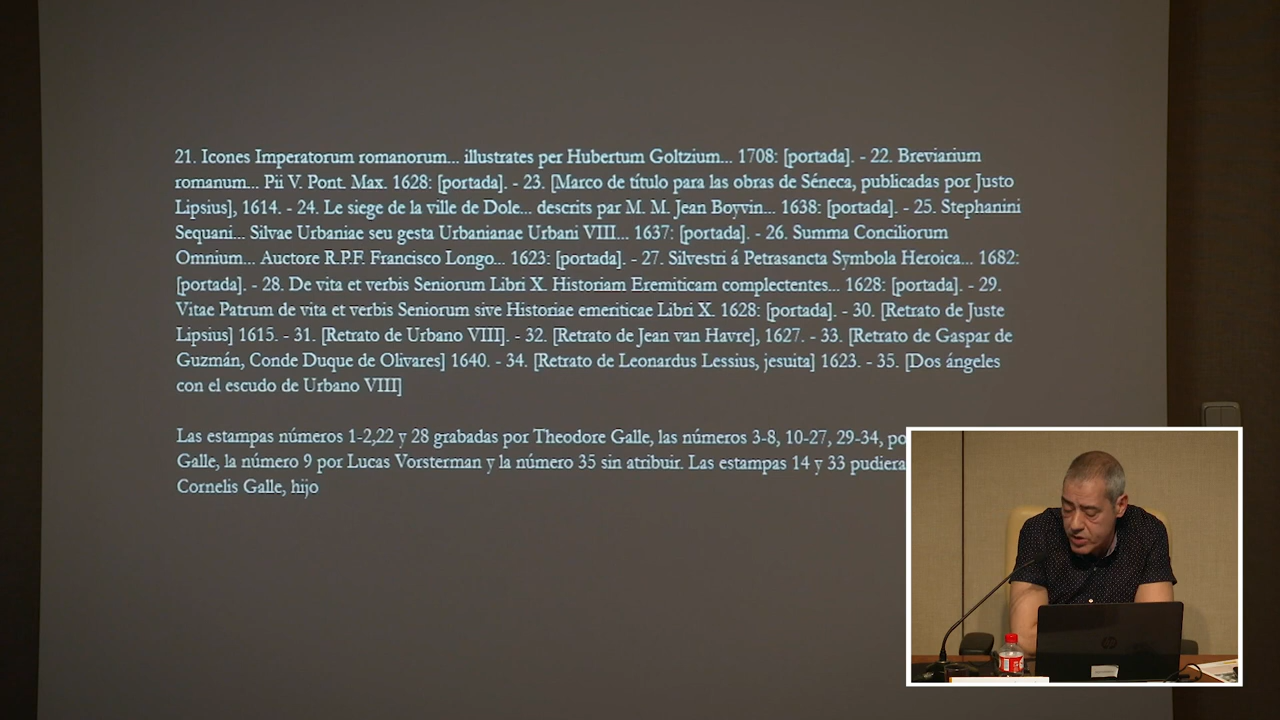 21. Icones Imperatorum romanorum... illustrates per Hubertum Goltzium... 1708: [portada]. - 22. Breviarium
romanum... Pii V. Pont. Max. 1628: [portada]. - 23. [Marco de título para las obras de Séneca, publicadas por Justo
Lipsius], 1614. - 24. Le siege de la ville de Dole... descrits par M. M. Jean Boyvin... 1638: [portada]. - 25. Stephanini
Sequani... Silvae Urbaniae seu gesta Urbanianae Urbani VIII... 1637: [portada]. - 26. Summa Conciliorum
Omnium... Auctore R.P.F. Francisco Longo... 1623: [portada]. - 27. Silvestri á Petrasancta Symbola Heroica... 1682:
[portada]. - 28. De vita et verbis Seniorum Libri X. Historiam Eremiticam complectentes... 1628: [portada]. - 29.
Vitae Patrum de vita et verbis Seniorum sive Historiae emeriticae Libri X. 1628: [portada]. - 30. [Retrato de Juste
Lipsius] 1615. - 31. [Retrato de Urbano VIII]. - 32. [Retrato de Jean van Havre], 1627. - 33. [Retrato de Gaspar de
Guzmán, Conde Duque de Olivares] 1640. - 34. [Retrato de Leonardus Lessius, jesuita] 1623. - 35. [Dos ángeles
con el escudo de Urbano VIII]
Las estampas números 1-2,22 y 28 grabadas por Theodore Galle, las números 3-8, 10-27, 29-34, po
Galle, la número 9 por Lucas Vorsterman y la número 35 sin atribuir. Las estampas 14 y 33 pudiera
Cornelis Galle, hijo